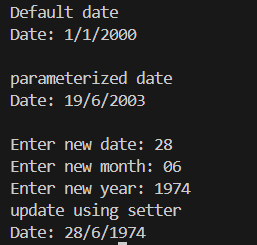 Default date
Date: 1/1/2000
parameterized date
Date: 19/6/2003
Enter new date: 28
Enter new month: 06
Enter new year: 1974
update using setter
Date: 28/6/1974